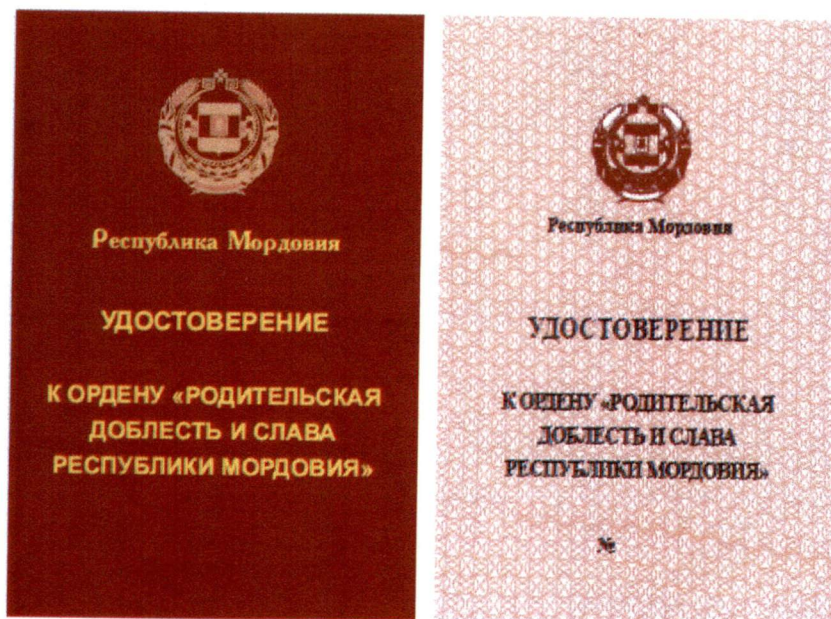 Республика Мордовия
УДОСТОВЕРЕНИЕ
К ОРДЕНУ «РОДИТЕЛЬСКАЯ
ДОБЛЕСТЬ И СЛАВА
РЕСПУБЛИКИ МОРДОВИЯ»
Республика Мордовия
УДОСТОВЕРЕНИЕ
К ОРДЕНУ «РОДИТЕЛЬСКАЯ
ДОБЛЕСТЬ И СЛАВА
РЕСПУБЛИКИ МОРДОВИЯ»
№